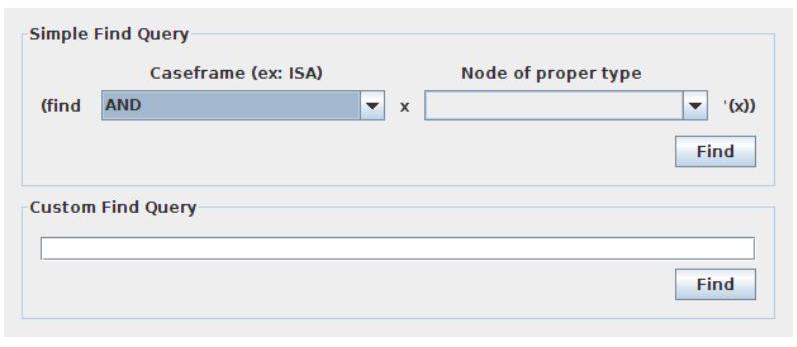 Simple Find Query
Caseframe (ex: ISA) Node of proper type
(find AND x '(x))
Find
Custom Find Query
Find